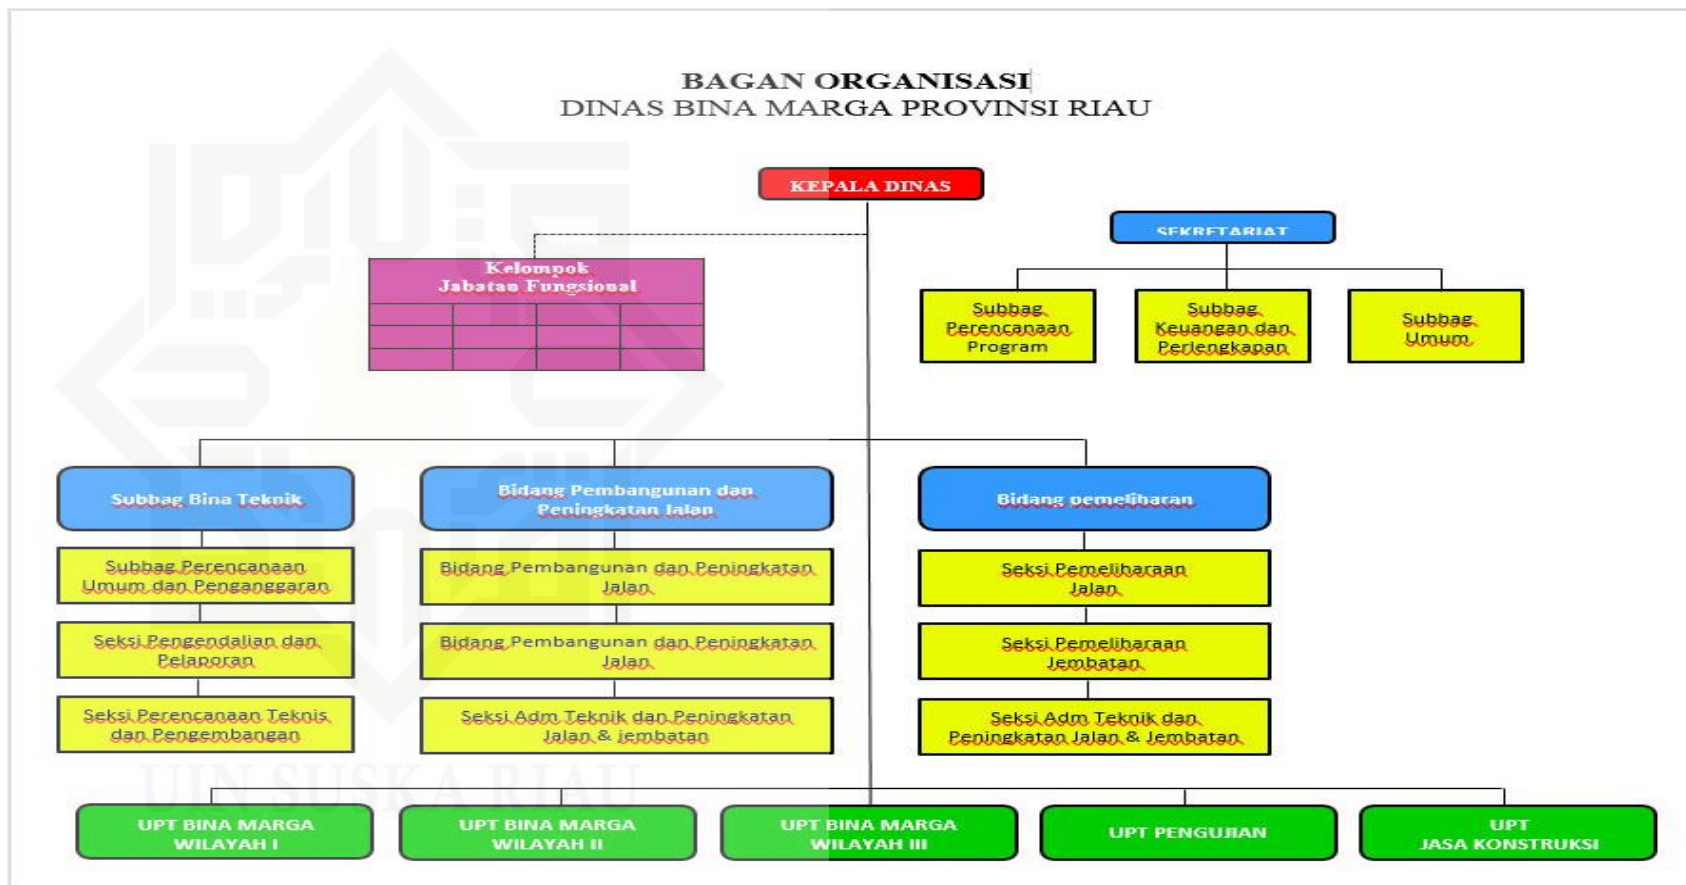 BAGAN ORGANISASI
DINAS BINA MARGA PROVINSI RIAU
KEPALA DINAS
SEKRETARIAT
Kelompok
Jabatan Fungsional
Subbag
Perencanaan
Program
Subbag
Keuangan dan
Perlengkapan
Subbag
Umum
Subbag Bina Teknik
Bidang Pembangunan dan
Peningkatan Jalan
Bidang pemeliharan
Subbag Perencanaan
Umum dan Penganggaran
Bidang Pembangunan dan Peningkatan
Jalan
Seksi Pemeliharaan
Jalan
Seksi Pengendalian dan
Pelaporan
Bidang Pembangunan dan Peningkatan
Jalan
Seksi Pemeliharaan
Jembatan
Seksi Perencanaan Teknis
dan Pengembangan
Seksi Adm Teknik dan Peningkatan
Jalan & jembatan
Seksi Adm Teknik dan
Peningkatan Jalan & Jembatan
UIN SUSKA RIAU
UPT BINA MARGA
WILAYAH I
UPT BINA MARGA
WILAYAH II
UPT BINA MARGA
WILAYAH III
UPT PENGUJIAN
UPT
JASA KONSTRUKSI